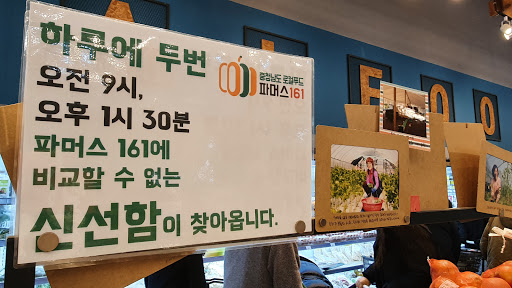 하루에 두번
오전 9시,
오후 1시 30분
파머스 161에
비교할 수 없는
신선함이 찾아옵니다.
충청남도 로컬푸드
파머스161
FOO